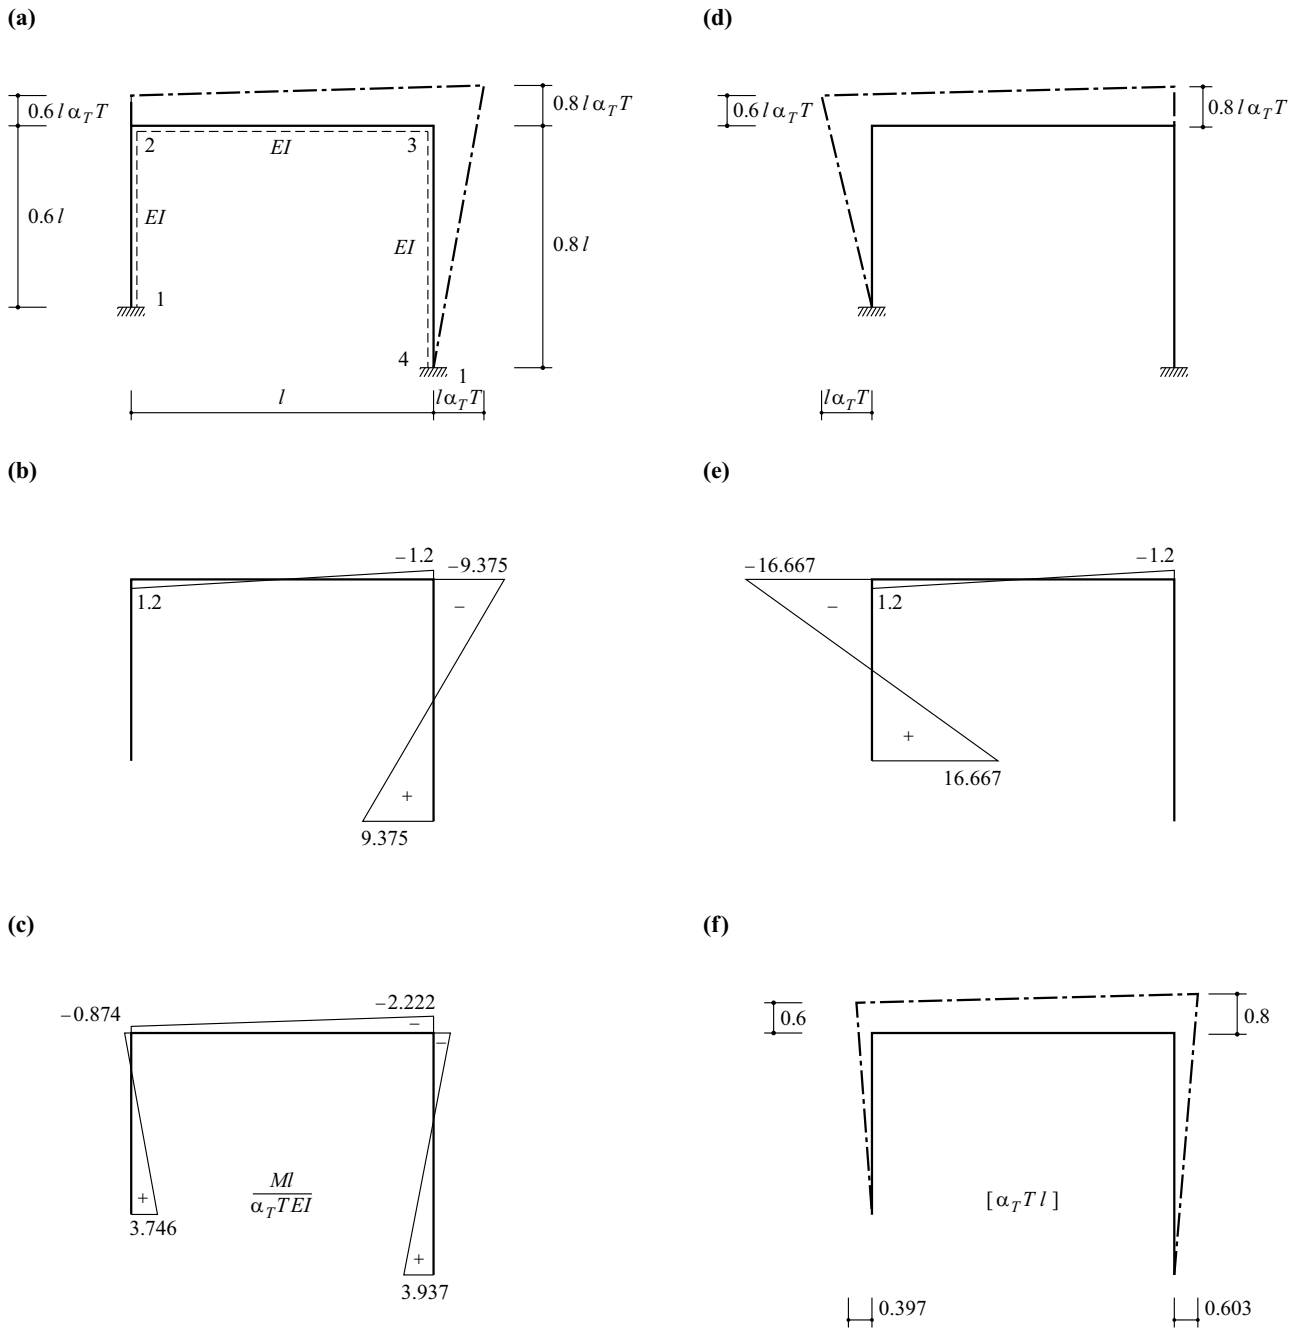 (a)
0.6 l α_T T
0.8 l α_T T
2
EI
3
0.6 l
EI
EI
0.8 l
1
4
1
l
l α_T T
(d)
0.6 l α_T T
0.8 l α_T T
l α_T T
(b)
–1.2
–9.375
1.2
–
+
9.375
(e)
–16.667
–1.2
–
1.2
+
16.667
(c)
–0.874
–2.222
–
–
Ml
α_T T EI
+
3.746
+
3.937
(f)
0.6
0.8
[α_T T l]
0.397
0.603